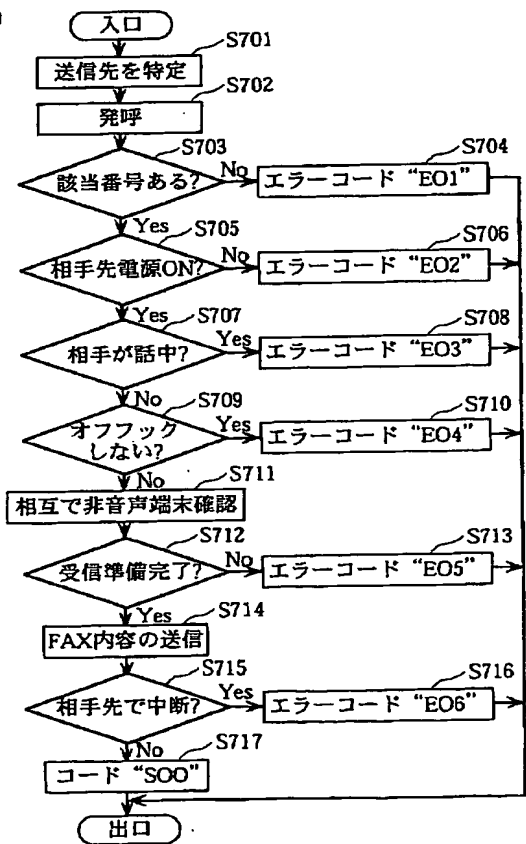 入口
S701
送信先を特定
S702
発呼
S703
該当番号ある?
No
S704
エラーコード “EO1”
Yes
S705
相手先電源ON?
No
S706
エラーコード “EO2”
Yes
S707
相手が話中?
Yes
S708
エラーコード “EO3”
No
S709
オフフック
しない?
Yes
S710
エラーコード “EO4”
No
S711
相互で非音声端末確認
S712
受信準備完了?
No
S713
エラーコード “EO5”
Yes
S714
FAX内容の送信
S715
相手先で中断?
Yes
S716
エラーコード “EO6”
No
S717
コード “SOO”
出口